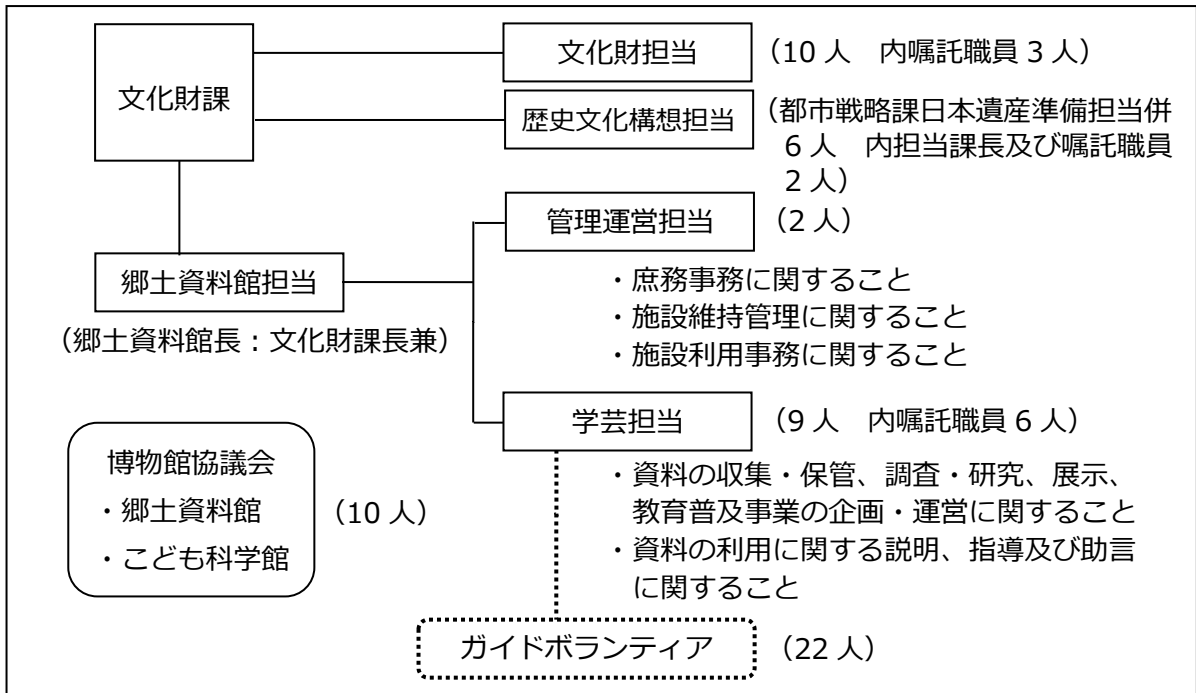 文化財課
文化財担当
（10 人　内嘱託職員 3 人）
歴史文化構想担当
（都市戦略課日本遺産準備担当併
6 人　内担当課長及び嘱託職員
2 人）
郷土資料館担当
（郷土資料館長：文化財課長兼）
管理運営担当
（2 人）
・庶務事務に関すること
・施設維持管理に関すること
・施設利用事務に関すること
学芸担当
（9 人　内嘱託職員 6 人）
・資料の収集・保管、調査・研究、展示、
教育普及事業の企画・運営に関すること
・資料の利用に関する説明、指導及び助言
に関すること
博物館協議会
・郷土資料館
・こども科学館
（10 人）
ガイドボランティア
（22 人）